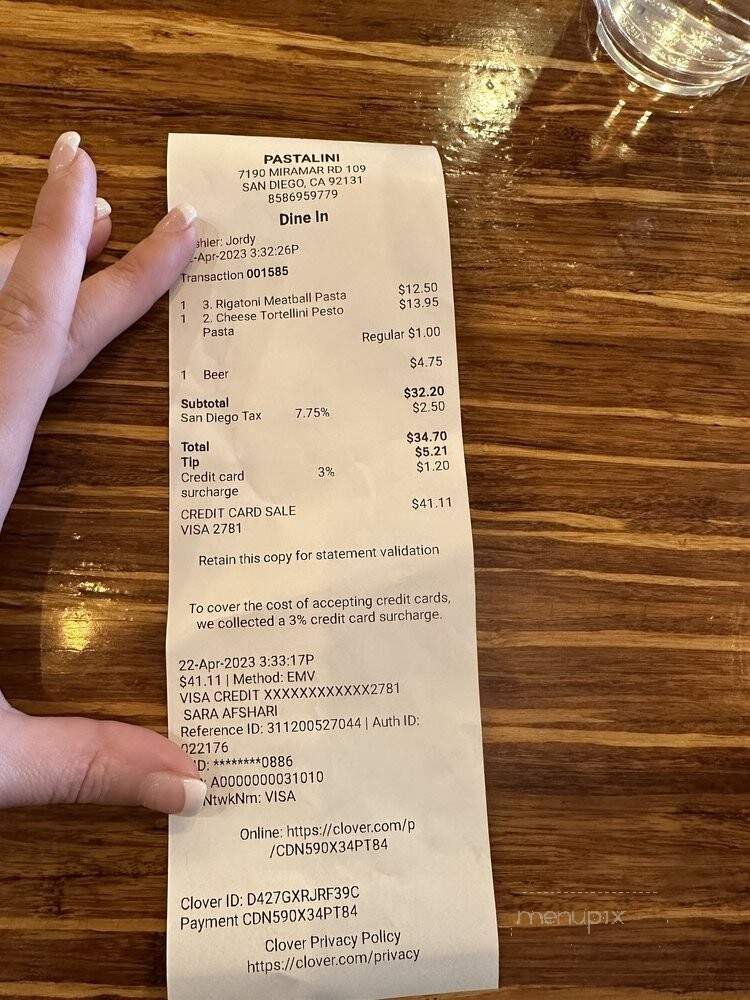 PASTALINI
7190 MIRAMAR RD 109
SAN DIEGO, CA 92131
8586959779
Dine In
Jordy
-Apr-2023 3:32:26P
Transaction 001585
1 3. Rigatoni Meatball Pasta $12.50
1 2. Cheese Tortellini Pesto $13.95
Pasta
Regular $1.00
1 Beer $4.75
Subtotal $32.20
San Diego Tax 7.75% $2.50
Total $34.70
Tip $5.21
Credit card 3% $1.20
surcharge
CREDIT CARD SALE $41.11
VISA 2781
Retain this copy for statement validation
To cover the cost of accepting credit cards,
we collected a 3% credit card surcharge.
22-Apr-2023 3:33:17P
$41.11 | Method: EMV
VISA CREDIT XXXXXXXXXXXX2781
SARA AFSHARI
Reference ID: 311200527044 | Auth ID:
022176
D: ********0886
A0000000031010
NtwkNm: VISA
Online: https://clover.com/p
/CDN590X34PT84
Clover ID: D427GXRJRF39C
Payment CDN590X34PT84
Clover Privacy Policy
https://clover.com/privacy
menupix